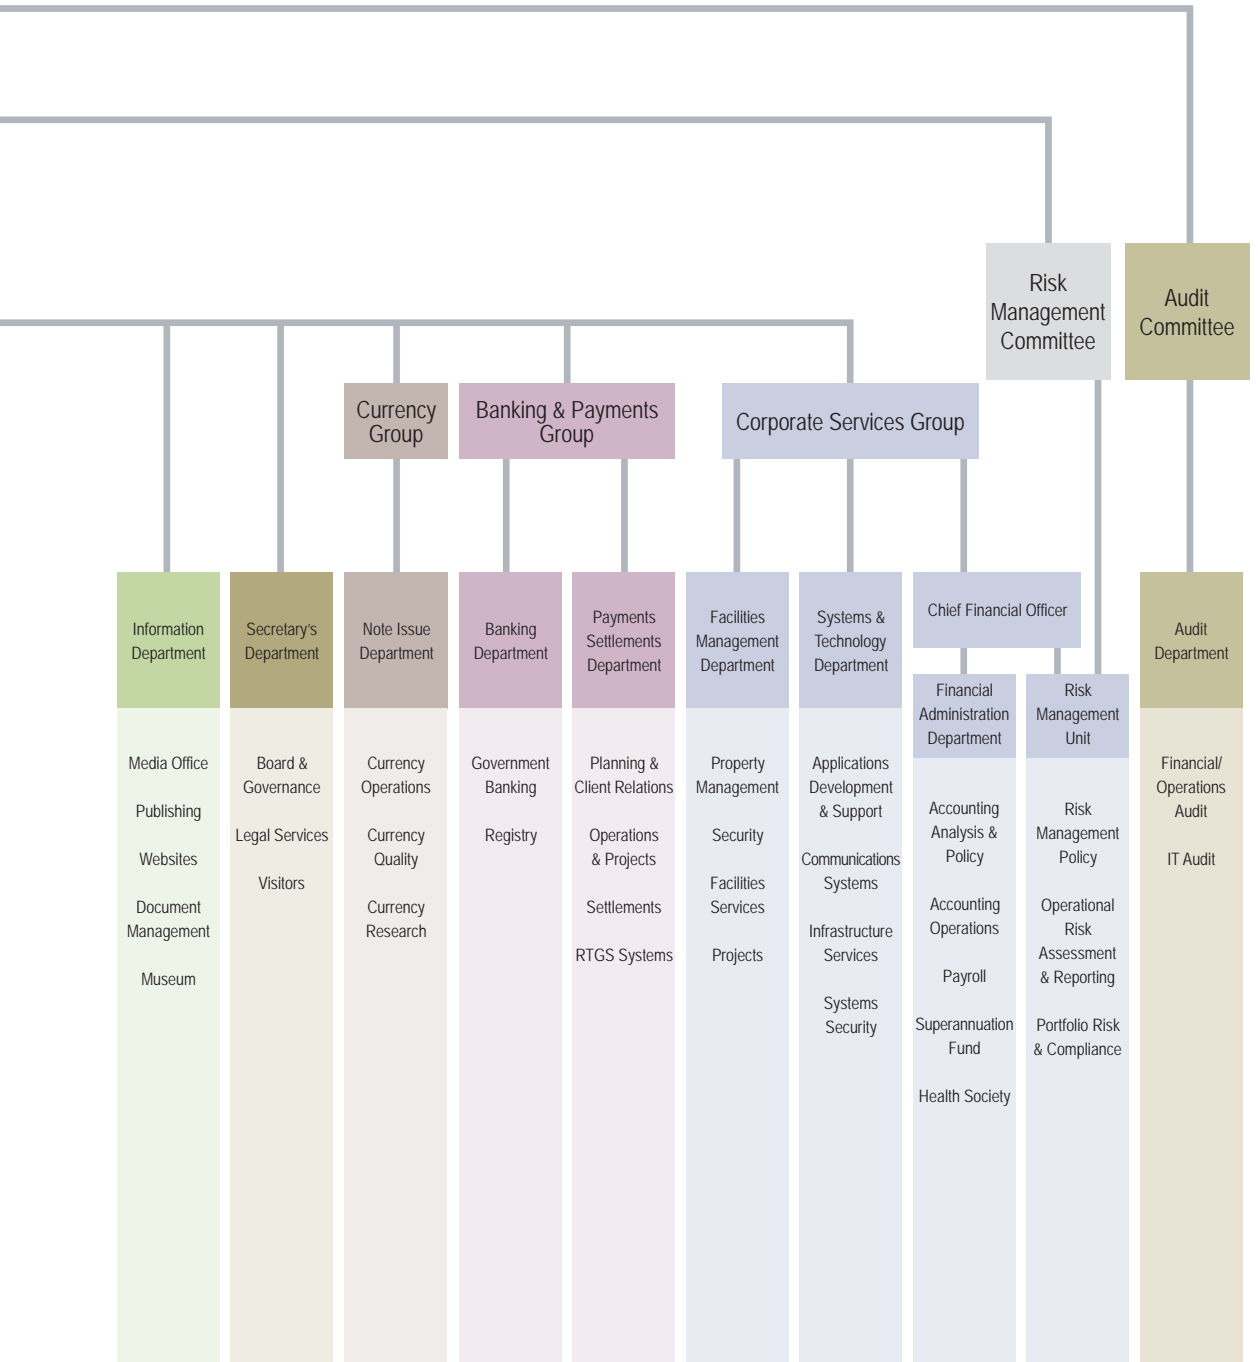 Risk
Management
Committee
Audit
Committee
Currency
Group
Banking & Payments
Group
Corporate Services Group
Information
Department
Secretary's
Department
Note Issue
Department
Banking
Department
Payments
Settlements
Department
Facilities
Management
Department
Systems &
Technology
Department
Chief Financial Officer
Financial
Administration
Department
Risk
Management
Unit
Audit
Department
Media Office
Publishing
Websites
Document
Management
Museum
Board &
Governance
Legal Services
Visitors
Currency
Operations
Currency
Quality
Currency
Research
Government
Banking
Registry
Planning &
Client Relations
Operations
& Projects
Settlements
RTGS Systems
Property
Management
Security
Facilities
Services
Projects
Applications
Development
& Support
Communications
Systems
Infrastructure
Services
Systems
Security
Accounting
Analysis &
Policy
Accounting
Operations
Payroll
Superannuation
Fund
Health Society
Risk
Management
Policy
Operational
Risk
Assessment
& Reporting
Portfolio Risk
& Compliance
Financial/
Operations
Audit
IT Audit